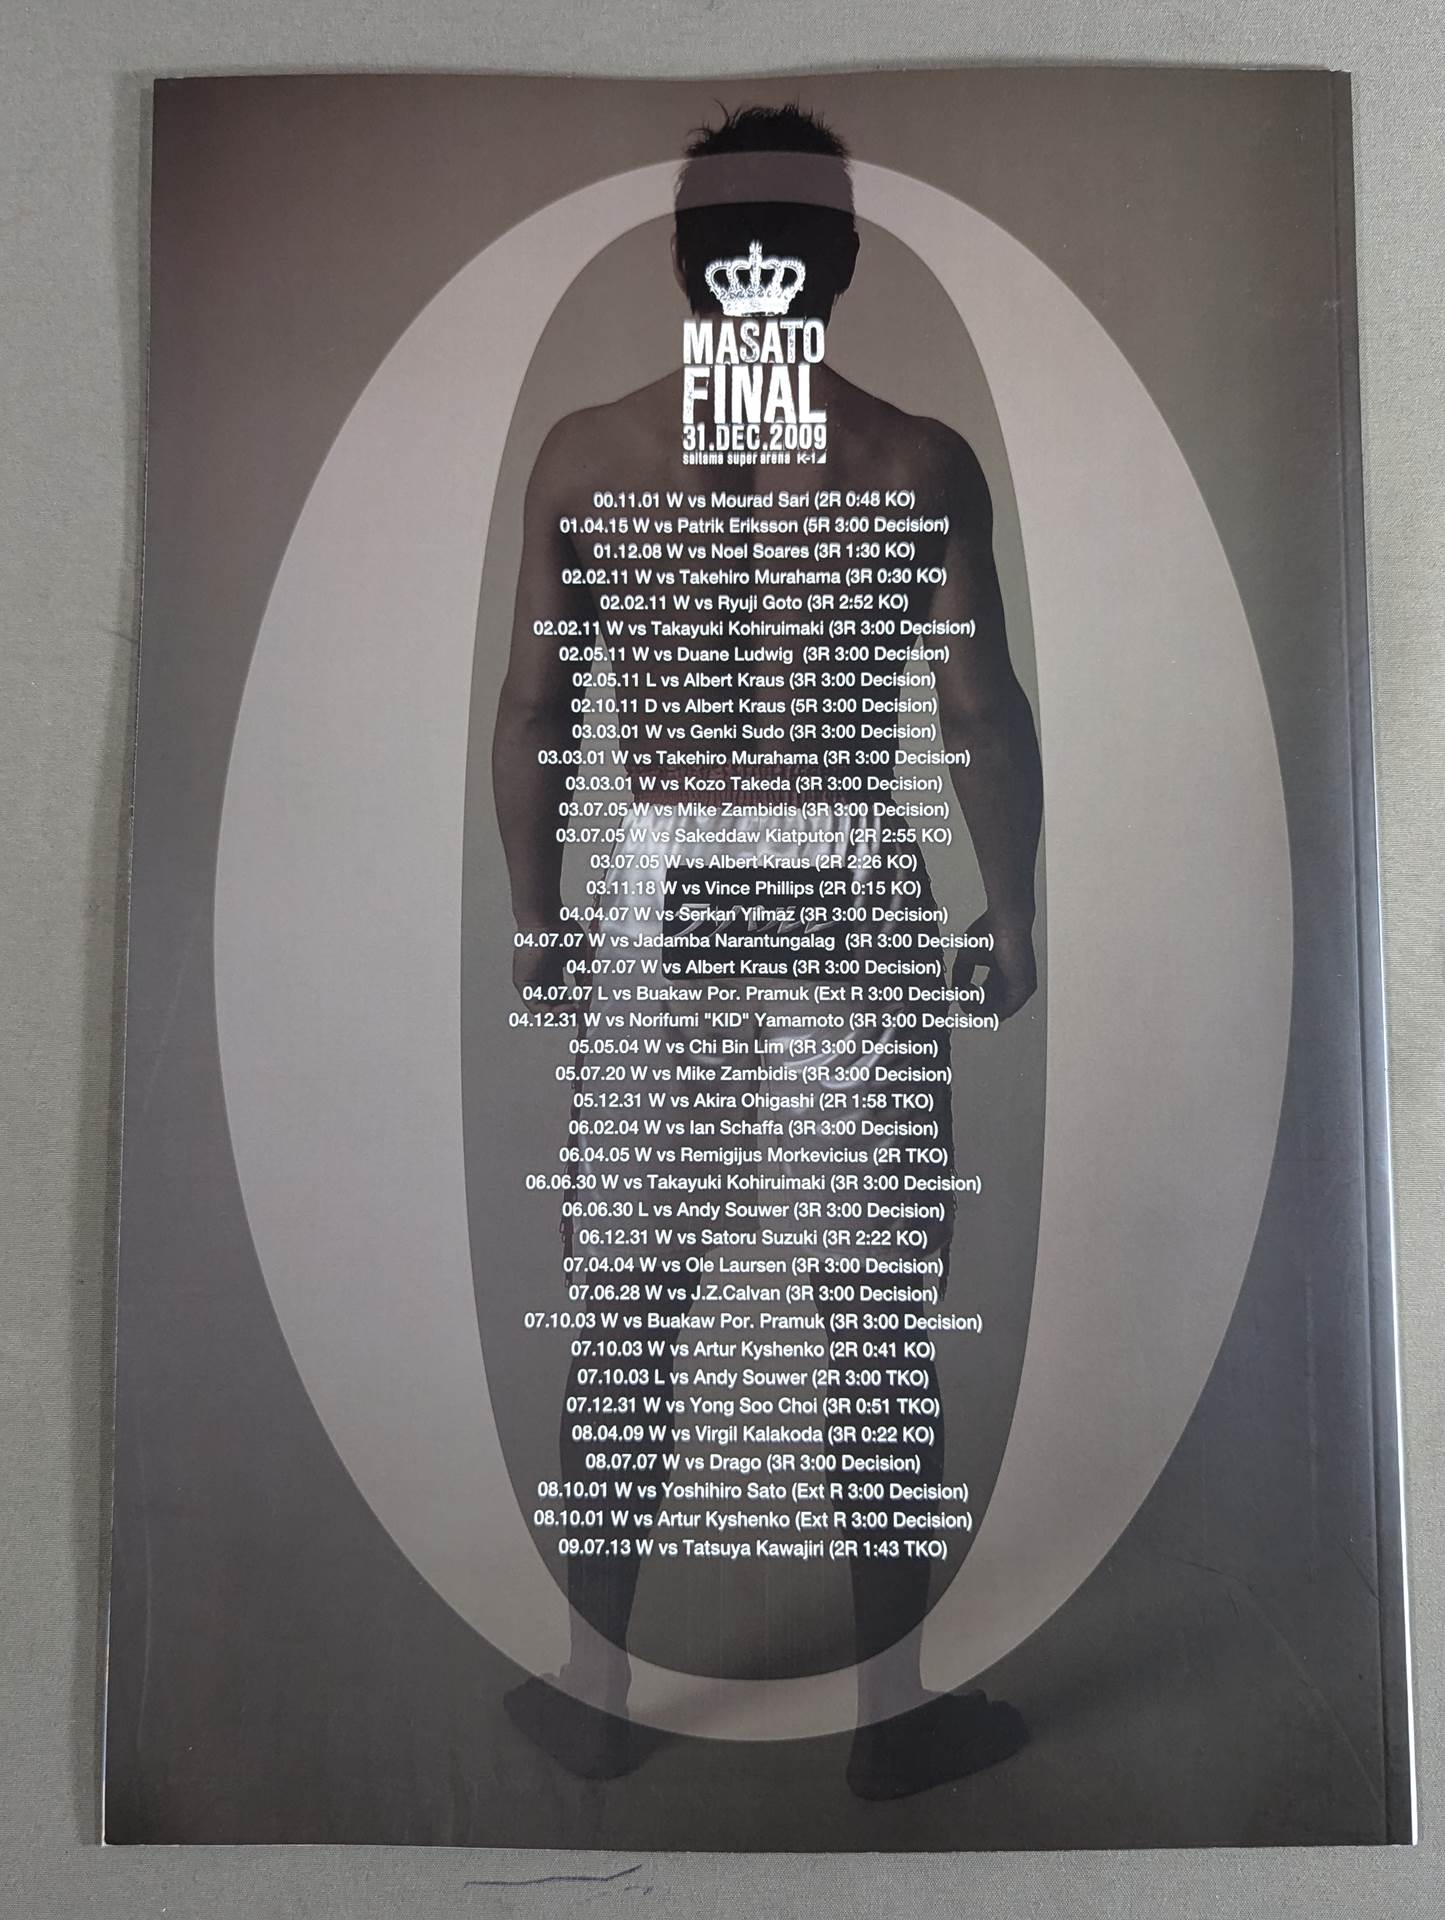 MASATO
FINAL
31.DEC.2009
saitama super arena K-1
00.11.01 W vs Mourad Sari (2R 0:48 KO)
01.04.15 W vs Patrik Eriksson (5R 3:00 Decision)
01.12.08 W vs Noel Soares (3R 1:30 KO)
02.02.11 W vs Takehiro Murahama (3R 0:30 KO)
02.02.11 W vs Ryuji Goto (3R 2:52 KO)
02.02.11 W vs Takayuki Kohiruimaki (3R 3:00 Decision)
02.05.11 W vs Duane Ludwig (3R 3:00 Decision)
02.05.11 L vs Albert Kraus (3R 3:00 Decision)
02.10.11 D vs Albert Kraus (5R 3:00 Decision)
03.03.01 W vs Genki Sudo (3R 3:00 Decision)
03.03.01 W vs Takehiro Murahama (3R 3:00 Decision)
03.03.01 W vs Kozo Takeda (3R 3:00 Decision)
03.07.05 W vs Mike Zambidis (3R 3:00 Decision)
03.07.05 W vs Sakeddaw Kiatputon (2R 2:55 KO)
03.07.05 W vs Albert Kraus (2R 2:26 KO)
03.11.18 W vs Vince Phillips (2R 0:15 KO)
04.04.07 W vs Serkan Yilmaz (3R 3:00 Decision)
04.07.07 W vs Jadamba Narantungalag (3R 3:00 Decision)
04.07.07 W vs Albert Kraus (3R 3:00 Decision)
04.07.07 L vs Buakaw Por. Pramuk (Ext R 3:00 Decision)
04.12.31 W vs Norifumi "KID" Yamamoto (3R 3:00 Decision)
05.05.04 W vs Chi Bin Lim (3R 3:00 Decision)
05.07.20 W vs Mike Zambidis (3R 3:00 Decision)
05.12.31 W vs Akira Ohigashi (2R 1:58 TKO)
06.02.04 W vs Ian Schaffa (3R 3:00 Decision)
06.04.05 W vs Remigijus Morkevicius (2R TKO)
06.06.30 W vs Takayuki Kohiruimaki (3R 3:00 Decision)
06.06.30 L vs Andy Souwer (3R 3:00 Decision)
06.12.31 W vs Satoru Suzuki (3R 2:22 KO)
07.04.04 W vs Ole Laursen (3R 3:00 Decision)
07.06.28 W vs J.Z.Calvan (3R 3:00 Decision)
07.10.03 W vs Buakaw Por. Pramuk (3R 3:00 Decision)
07.10.03 W vs Artur Kyshenko (2R 0:41 KO)
07.10.03 L vs Andy Souwer (2R 3:00 TKO)
07.12.31 W vs Yong Soo Choi (3R 0:51 TKO)
08.04.09 W vs Virgil Kalakoda (3R 0:22 KO)
08.07.07 W vs Drago (3R 3:00 Decision)
08.10.01 W vs Yoshihiro Sato (Ext R 3:00 Decision)
08.10.01 W vs Artur Kyshenko (Ext R 3:00 Decision)
09.07.13 W vs Tatsuya Kawajiri (2R 1:43 TKO)